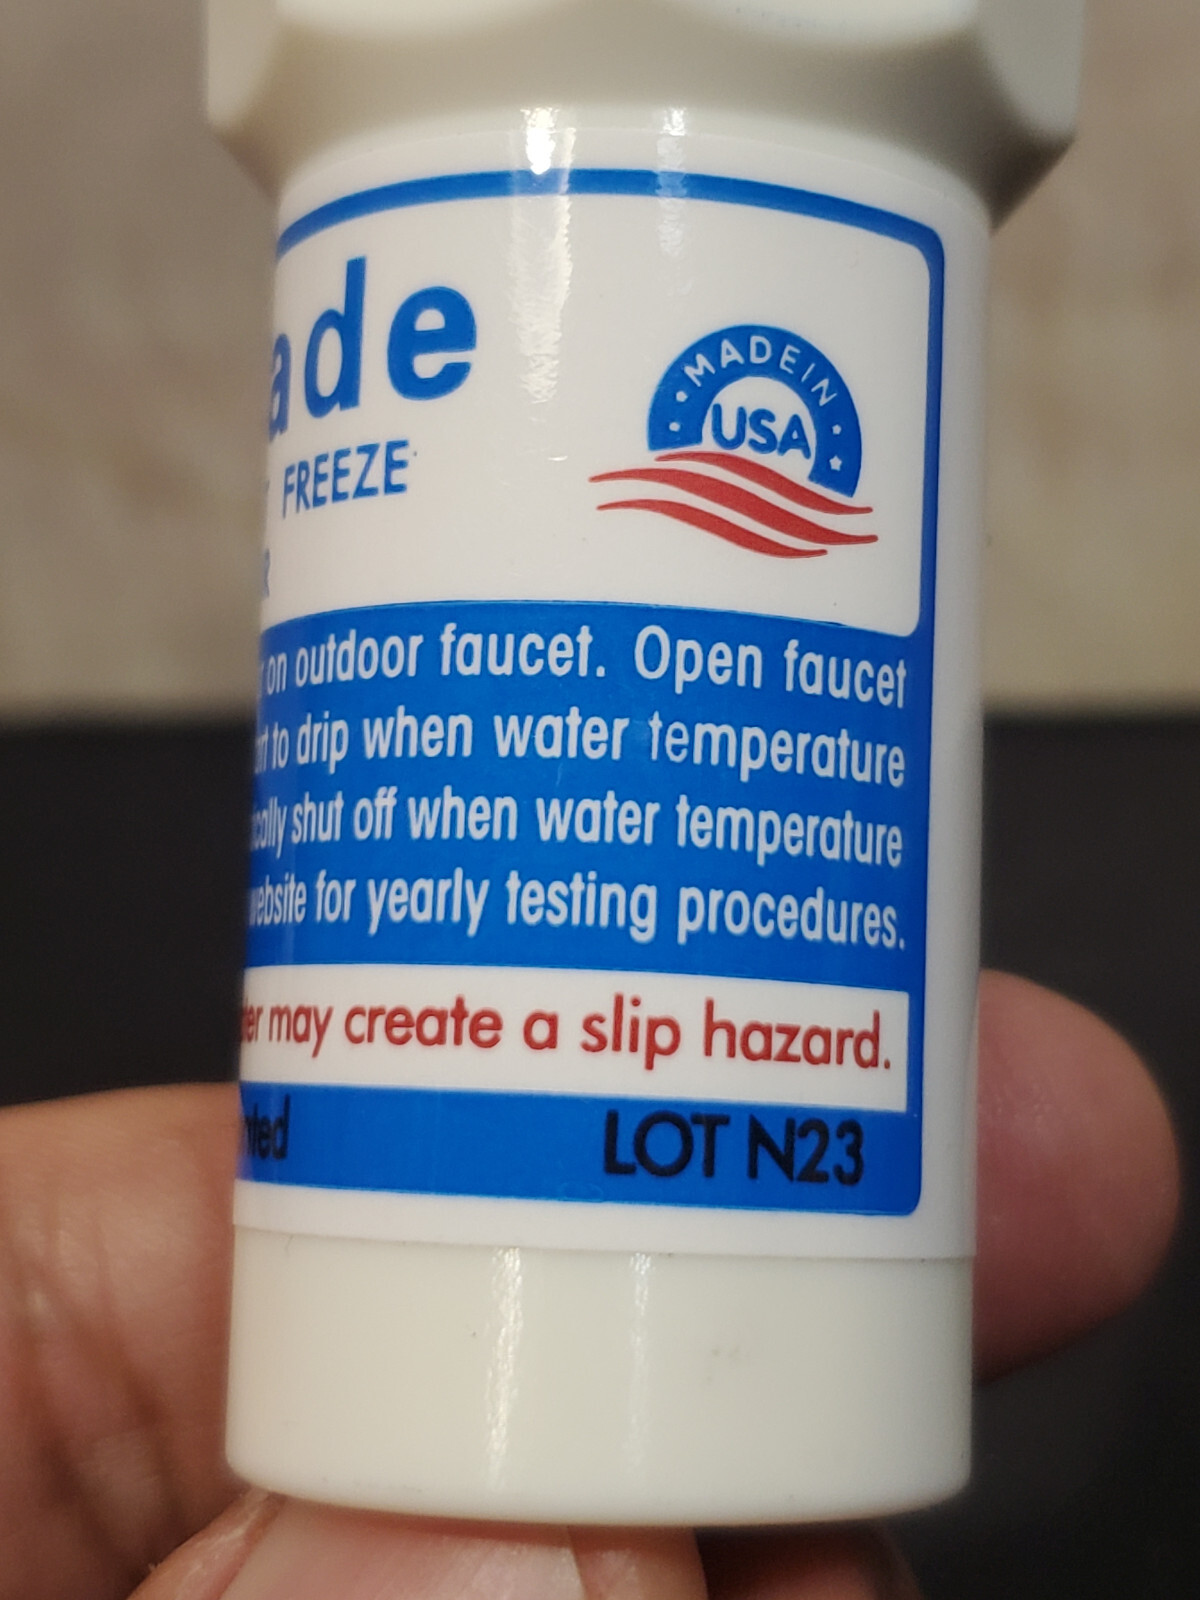 ade
MADE IN
USA
FREEZE
on outdoor faucet. Open faucet
to drip when water temperature
shut off when water temperature
website for yearly testing procedures.
may create a slip hazard.
LOT N23